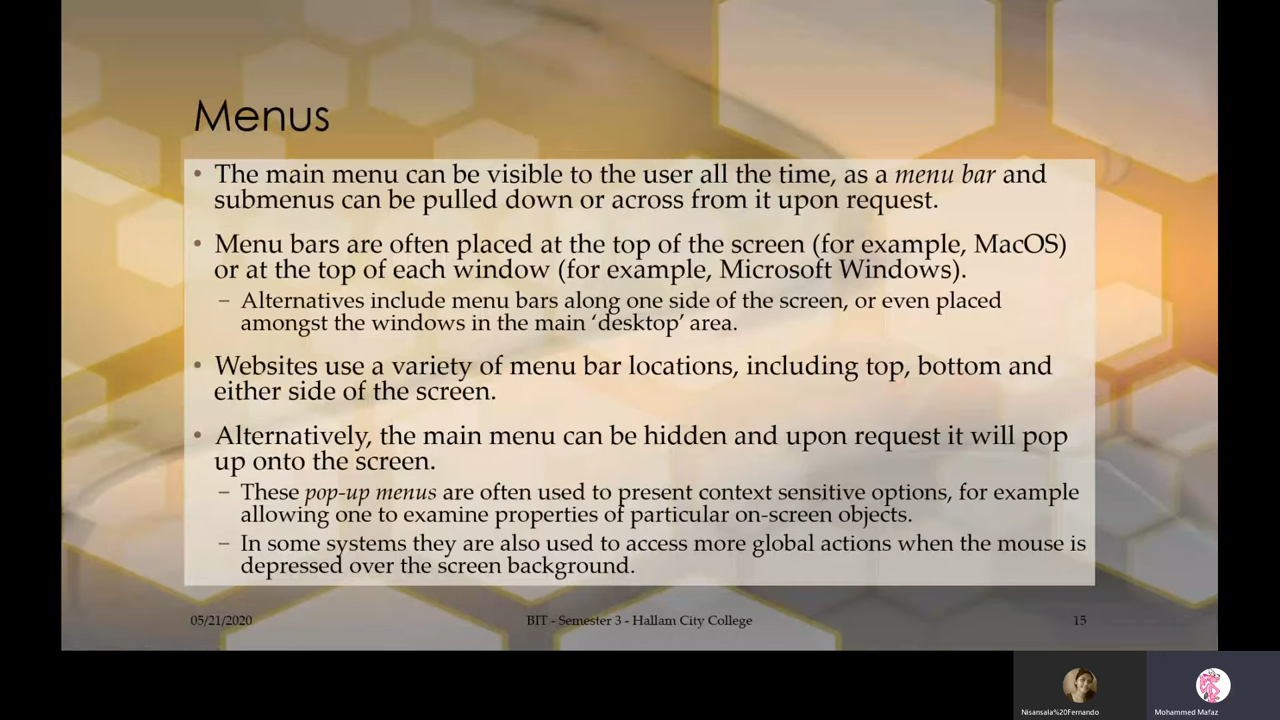 Menus
• The main menu can be visible to the user all the time, as a menu bar and
submenus can be pulled down or across from it upon request.
• Menu bars are often placed at the top of the screen (for example, MacOS)
or at the top of each window (for example, Microsoft Windows).
– Alternatives include menu bars along one side of the screen, or even placed
amongst the windows in the main ‘desktop’ area.
• Websites use a variety of menu bar locations, including top, bottom and
either side of the screen.
• Alternatively, the main menu can be hidden and upon request it will pop
up onto the screen.
– These pop-up menus are often used to present context sensitive options, for example
allowing one to examine properties of particular on-screen objects.
– In some systems they are also used to access more global actions when the mouse is
depressed over the screen background.
05/21/2020 BIT - Semester 3 - Hallam City College 15
Nisansala%20Fernando Mohammed Mafaz